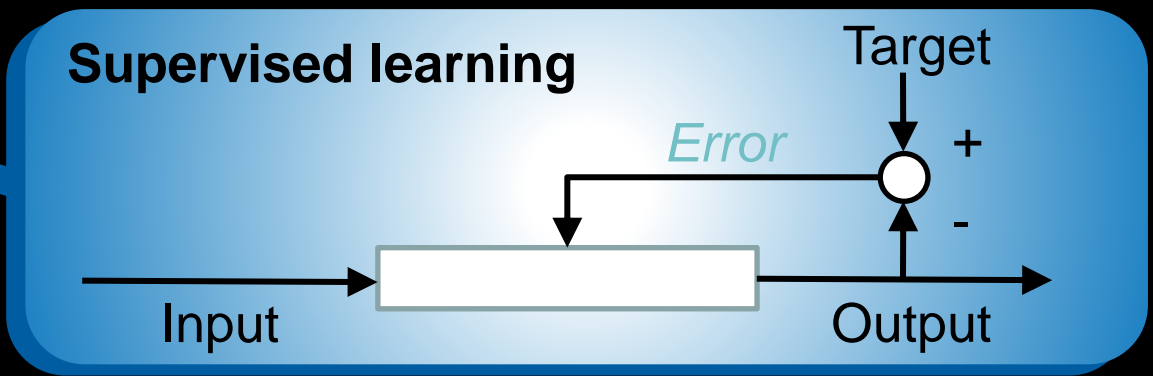 Supervised learning
Target
Error
+
-
Input
Output